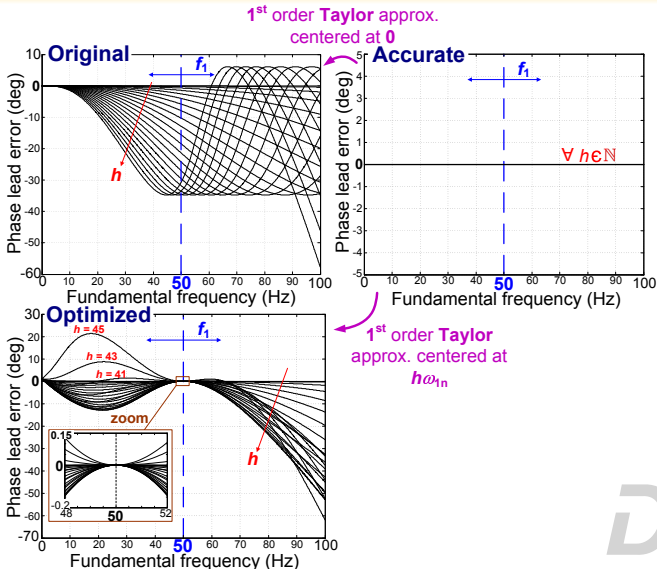 1st order Taylor approx.
centered at 0
Original
Accurate
Phase lead error (deg)
10
0
-10
-20
-30
-40
-50
-60
f1
h
0 10 20 30 40 50 60 70 80 90 100
Fundamental frequency (Hz)
Phase lead error (deg)
5
4
3
2
1
0
-1
-2
-3
-4
-5
f1
∀ h∈ℕ
0 10 20 30 40 50 60 70 80 90 100
Fundamental frequency (Hz)
Optimized
1st order Taylor
approx. centered at
hω1n
Phase lead error (deg)
30
20
10
0
-10
-20
-30
-40
-50
-60
-70
h = 45
h = 43
h = 41
f1
zoom
h
0.15
0
-0.2
48 50 52
0 10 20 30 40 50 60 70 80 90 100
Fundamental frequency (Hz)
D